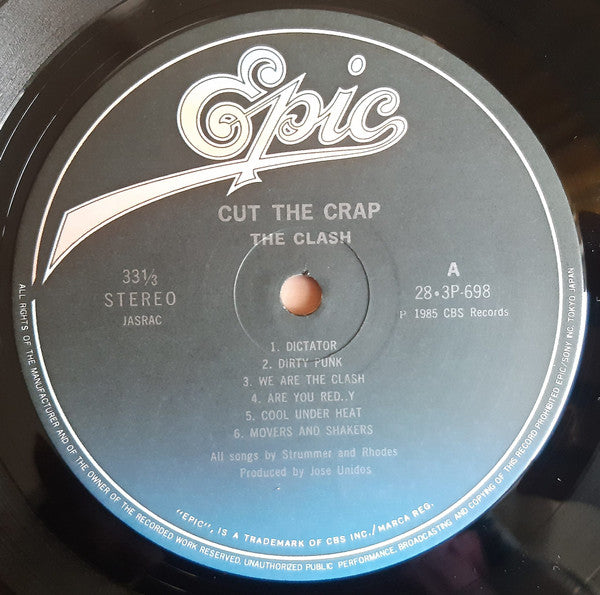 Epic
CUT THE CRAP
THE CLASH
33 1/3
STEREO
JASRAC
A
28・3P-698
P 1985 CBS Records
1. DICTATOR
2. DIRTY PUNK
3. WE ARE THE CLASH
4. ARE YOU RED..Y
5. COOL UNDER HEAT
6. MOVERS AND SHAKERS
All songs by Strummer and Rhodes
Produced by Jose Unidos
"EPIC", IS A TRADEMARK OF CBS INC./MARCA REG.
ALL RIGHTS OF THE MANUFACTURER AND OF THE OWNER OF THE RECORDED WORK RESERVED. UNAUTHORIZED PUBLIC PERFORMANCE, BROADCASTING AND COPYING OF THIS RECORD PROHIBITED EPIC/SONY INC. TOKYO JAPAN